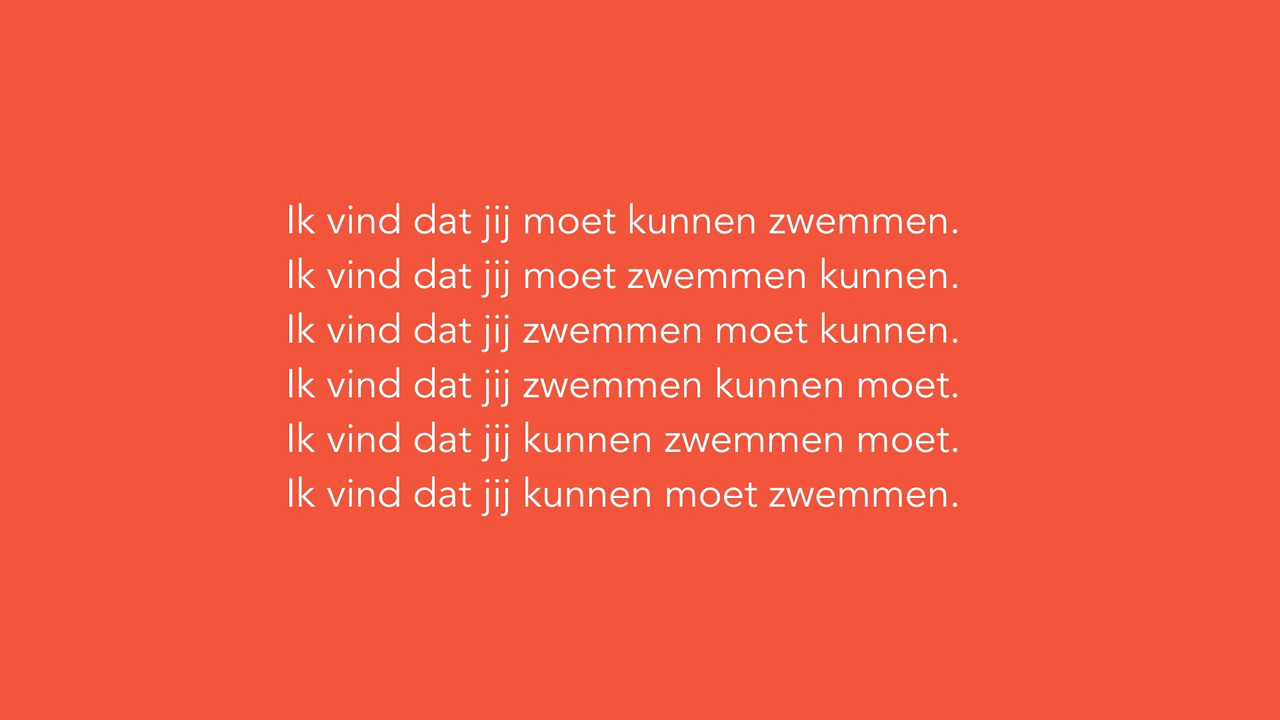 Ik vind dat jij moet kunnen zwemmen.
Ik vind dat jij moet zwemmen kunnen.
Ik vind dat jij zwemmen moet kunnen.
Ik vind dat jij zwemmen kunnen moet.
Ik vind dat jij kunnen zwemmen moet.
Ik vind dat jij kunnen moet zwemmen.